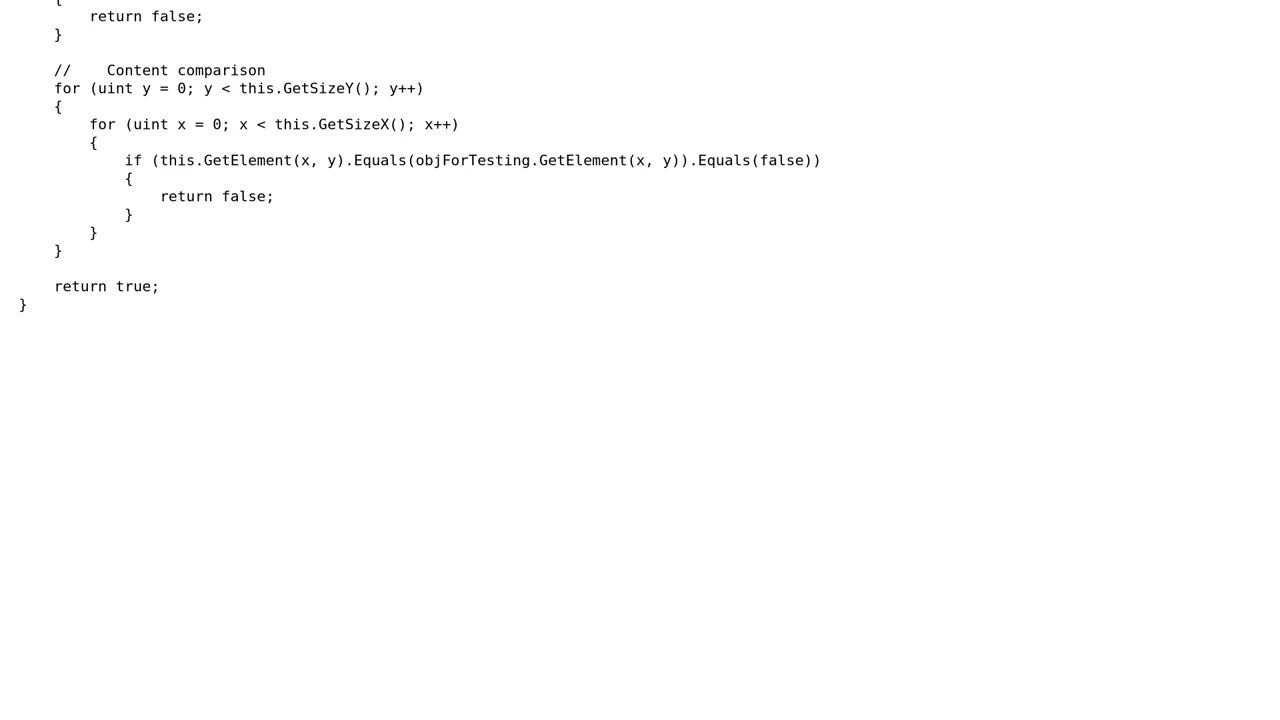 {
return false;
}
//    Content comparison
for (uint y = 0; y < this.GetSizeY(); y++)
{
for (uint x = 0; x < this.GetSizeX(); x++)
{
if (this.GetElement(x, y).Equals(objForTesting.GetElement(x, y)).Equals(false))
{
return false;
}
}
}
return true;
}